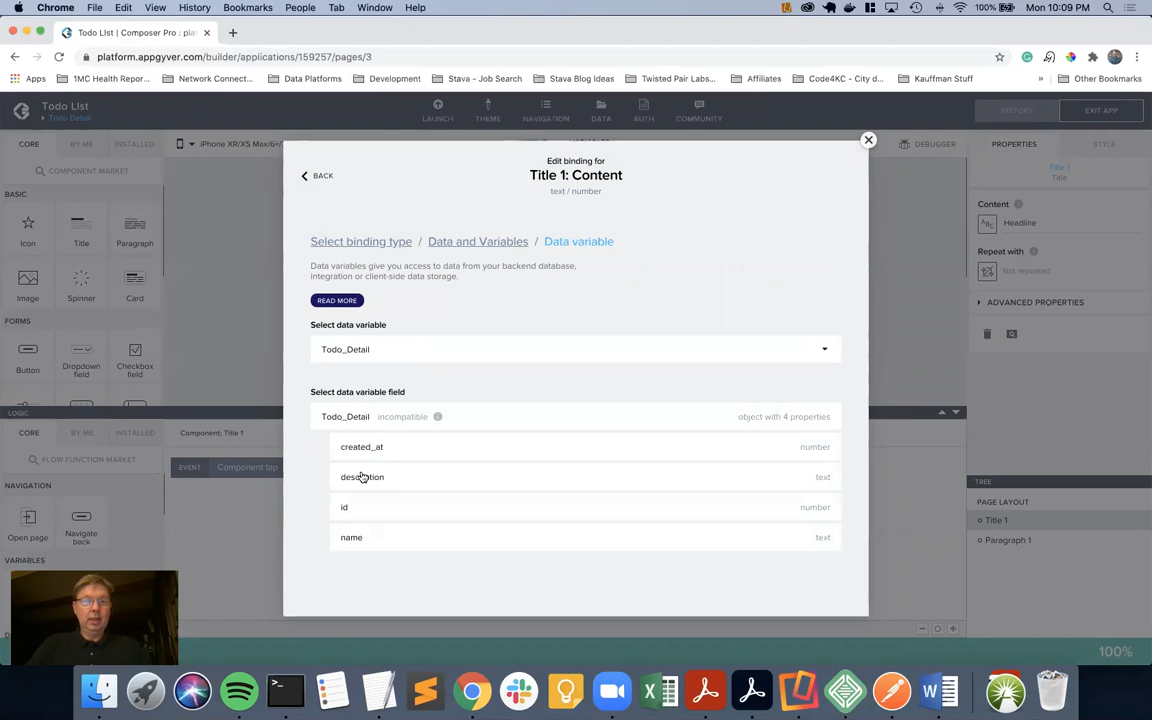 Chrome File Edit View History Bookmarks People Tab Window Help 100% Mon 10:09 PM
Todo LIst | Composer Pro : pla
platform.appgyver.com/builder/applications/159257/pages/3
Apps 1MC Health Repor... Network Connect... Data Platforms Development Stava - Job Search Stava Blog Ideas Twisted Pair Labs... Affiliates Code4KC - City d... Kauffman Stuff » Other Bookmarks
Todo LIst
Todo Detail
LAUNCH THEME NAVIGATION DATA AUTH COMMUNITY
HISTORY EXIT APP
CORE BY ME INSTALLED
iPhone XR/XS Max/6+/
DEBUGGER
PROPERTIES STYLE
COMPONENT MARKET
BASIC
Icon Title Paragraph
Image Spinner Card
FORMS
Button Dropdown field Checkbox field
Edit binding for
Title 1: Content
text / number
BACK
Select binding type / Data and Variables / Data variable
Data variables give you access to data from your backend database,
integration or client-side data storage.
READ MORE
Select data variable
Todo_Detail
Select data variable field
Todo_Detail incompatible object with 4 properties
created_at number
description text
id number
name text
Title 1
Title
Content
ABC Headline
Repeat with
Not repeated
ADVANCED PROPERTIES
LOGIC
CORE BY ME INSTALLED
Component: Title 1
FLOW FUNCTION MARKET
EVENT Component tap
NAVIGATION
Open page Navigate back
VARIABLES
TREE
PAGE LAYOUT
Title 1
Paragraph 1
100%